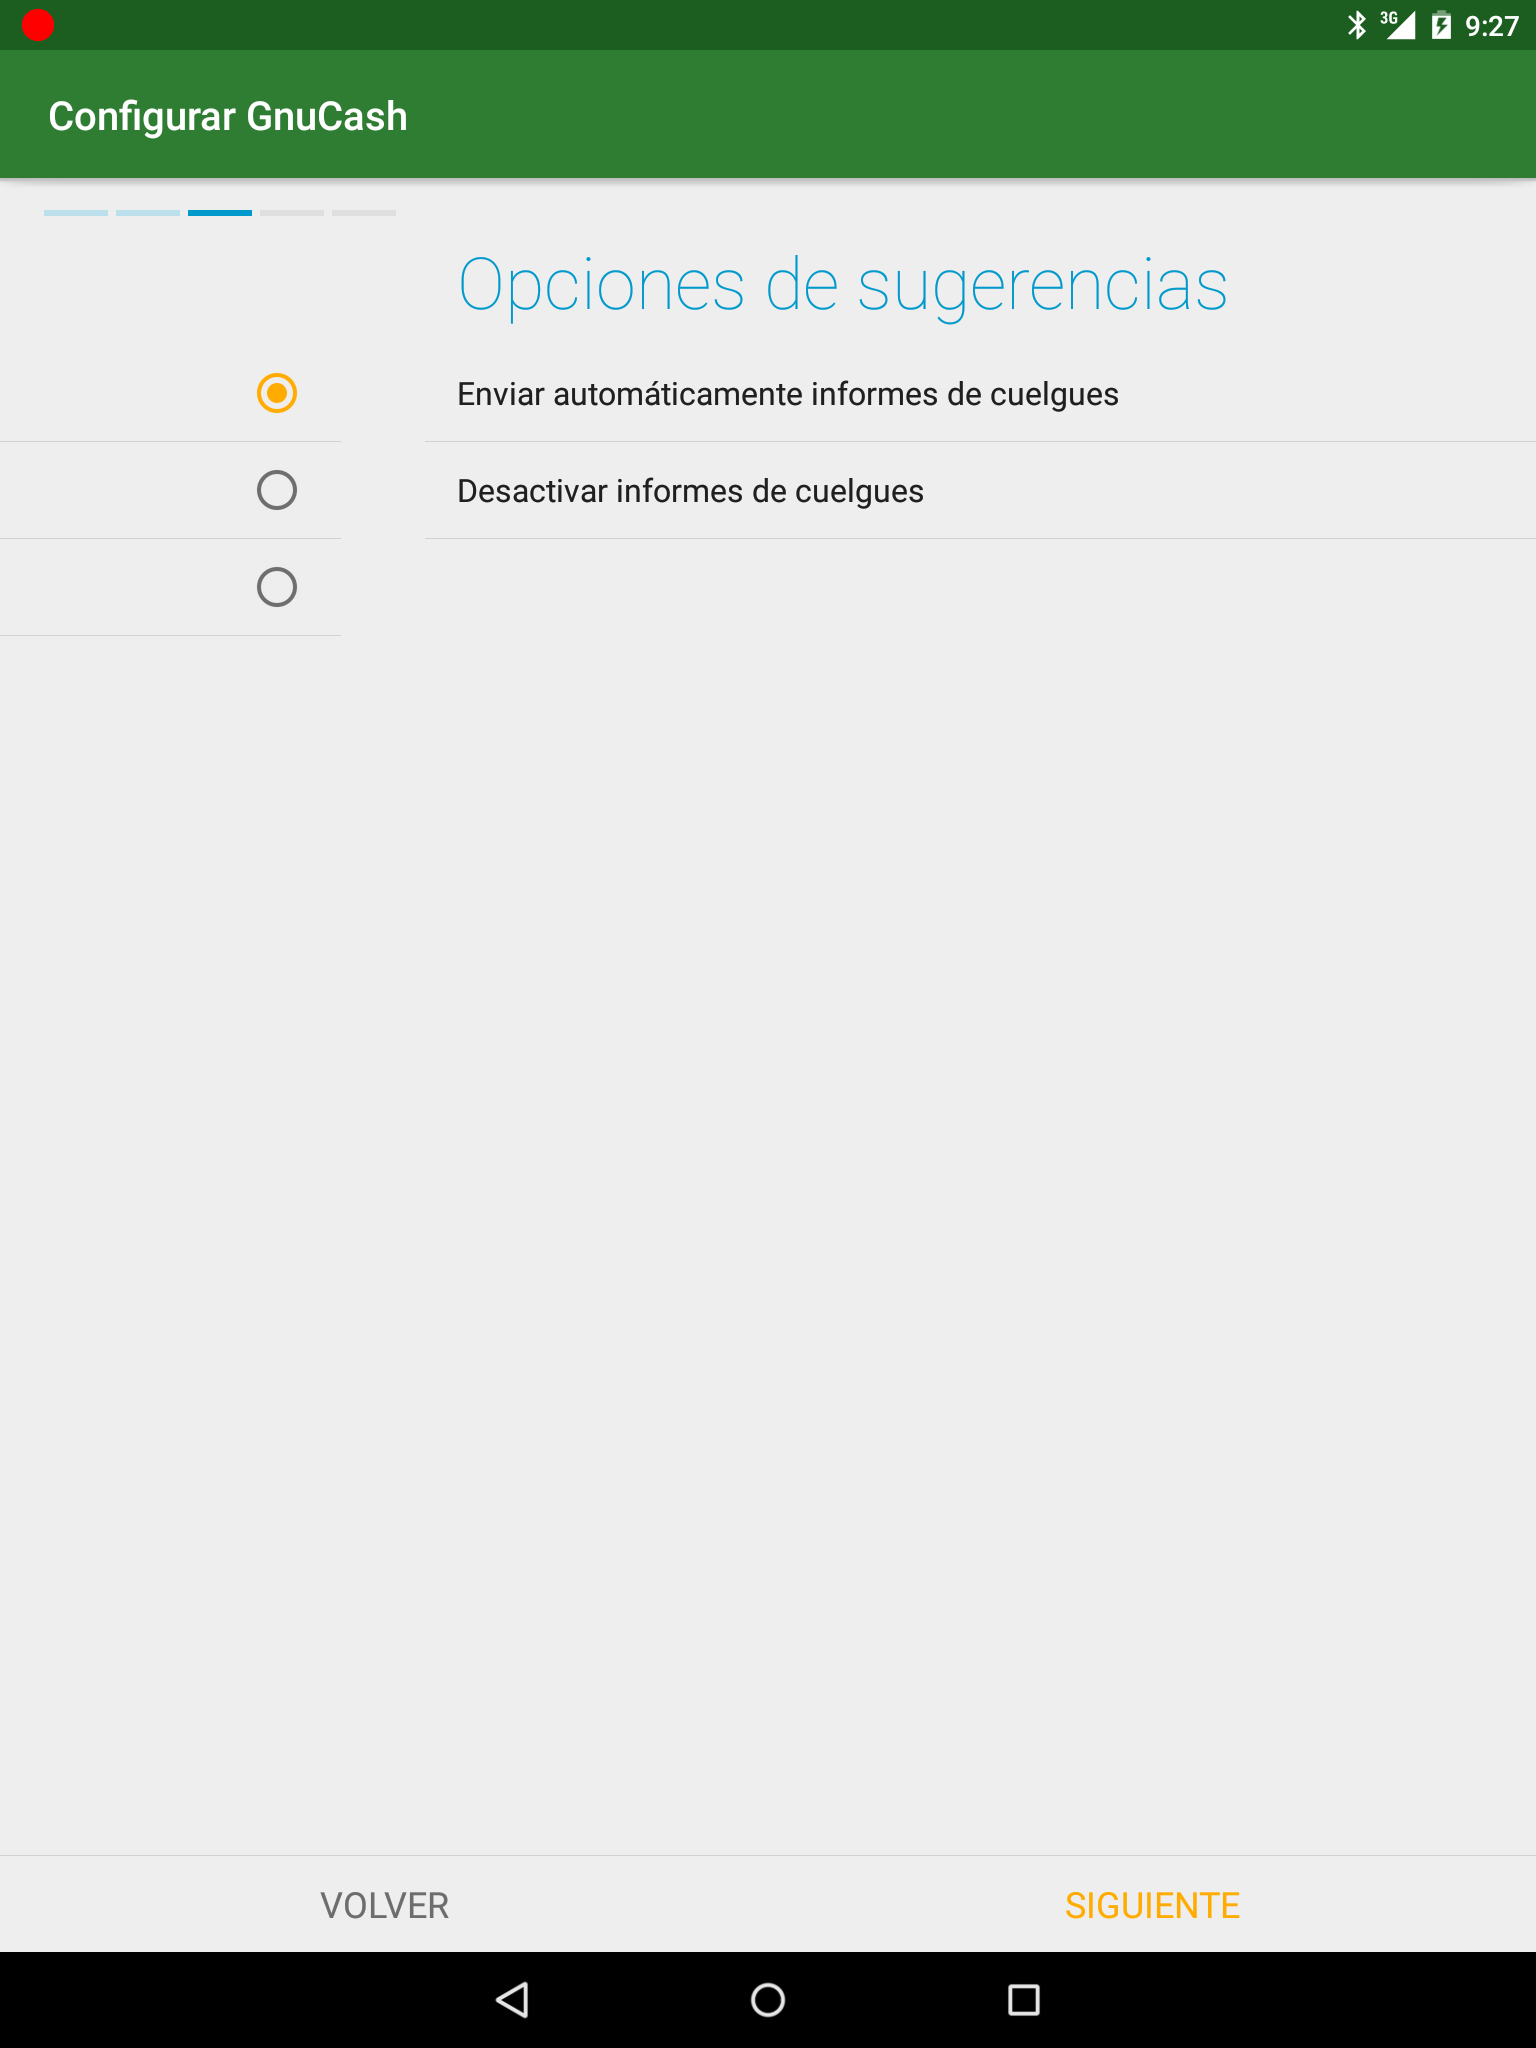 3G 9:27
Configurar GnuCash
Opciones de sugerencias
Enviar automáticamente informes de cuelgues
Desactivar informes de cuelgues
VOLVER SIGUIENTE